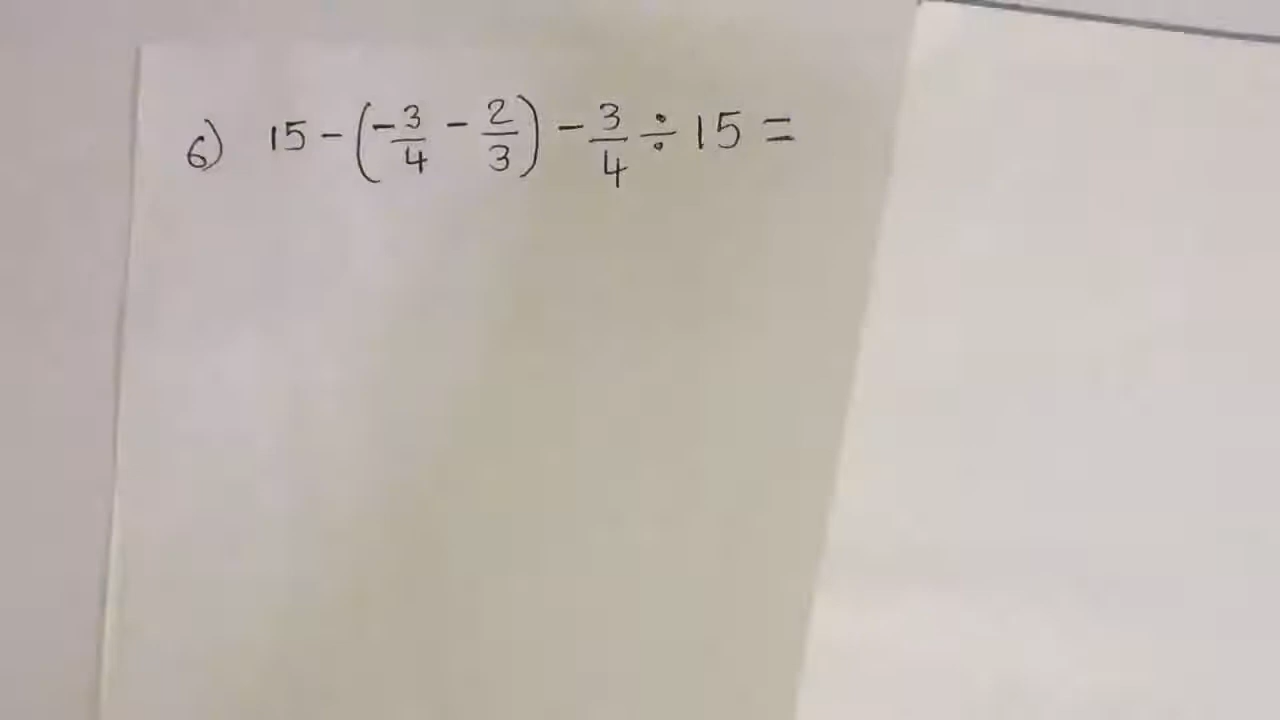 6) 15 - (-3/4 - 2/3) - 3/4 ÷ 15 =